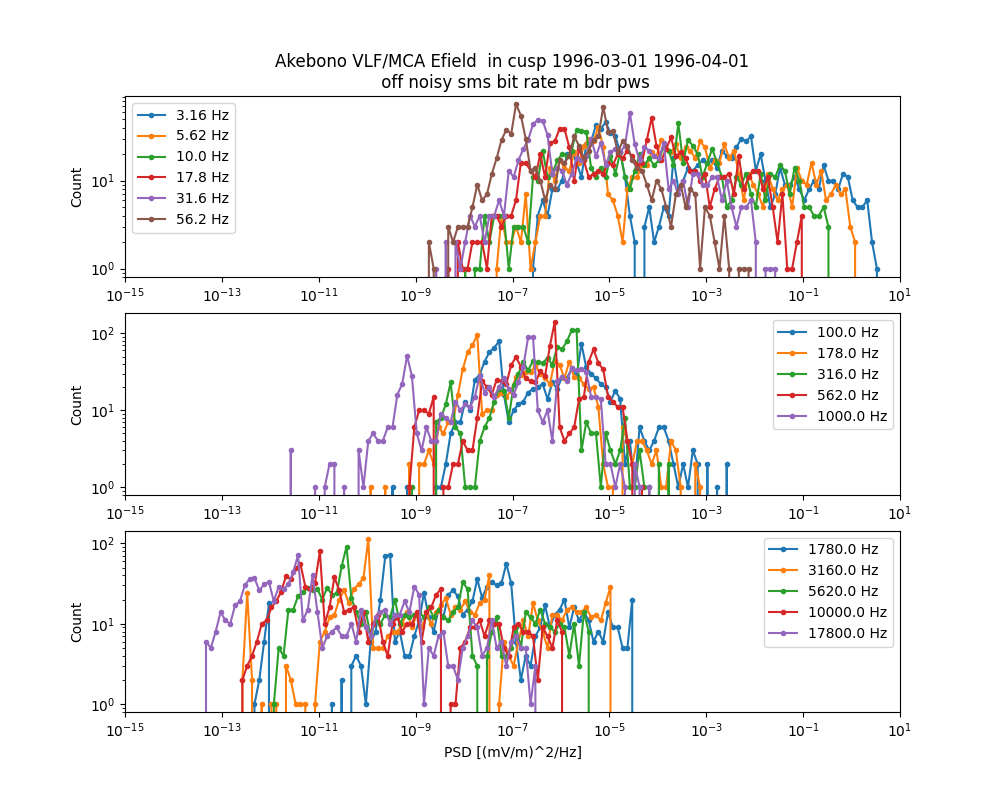 Akebono VLF/MCA Efield  in cusp 1996-03-01 1996-04-01
off noisy sms bit rate m bdr pws
Count
10^1
10^0
3.16 Hz
5.62 Hz
10.0 Hz
17.8 Hz
31.6 Hz
56.2 Hz
10^-15 10^-13 10^-11 10^-9 10^-7 10^-5 10^-3 10^-1 10^1
Count
10^2
10^1
10^0
100.0 Hz
178.0 Hz
316.0 Hz
562.0 Hz
1000.0 Hz
10^-15 10^-13 10^-11 10^-9 10^-7 10^-5 10^-3 10^-1 10^1
Count
10^2
10^1
10^0
1780.0 Hz
3160.0 Hz
5620.0 Hz
10000.0 Hz
17800.0 Hz
10^-15 10^-13 10^-11 10^-9 10^-7 10^-5 10^-3 10^-1 10^1
PSD [(mV/m)^2/Hz]